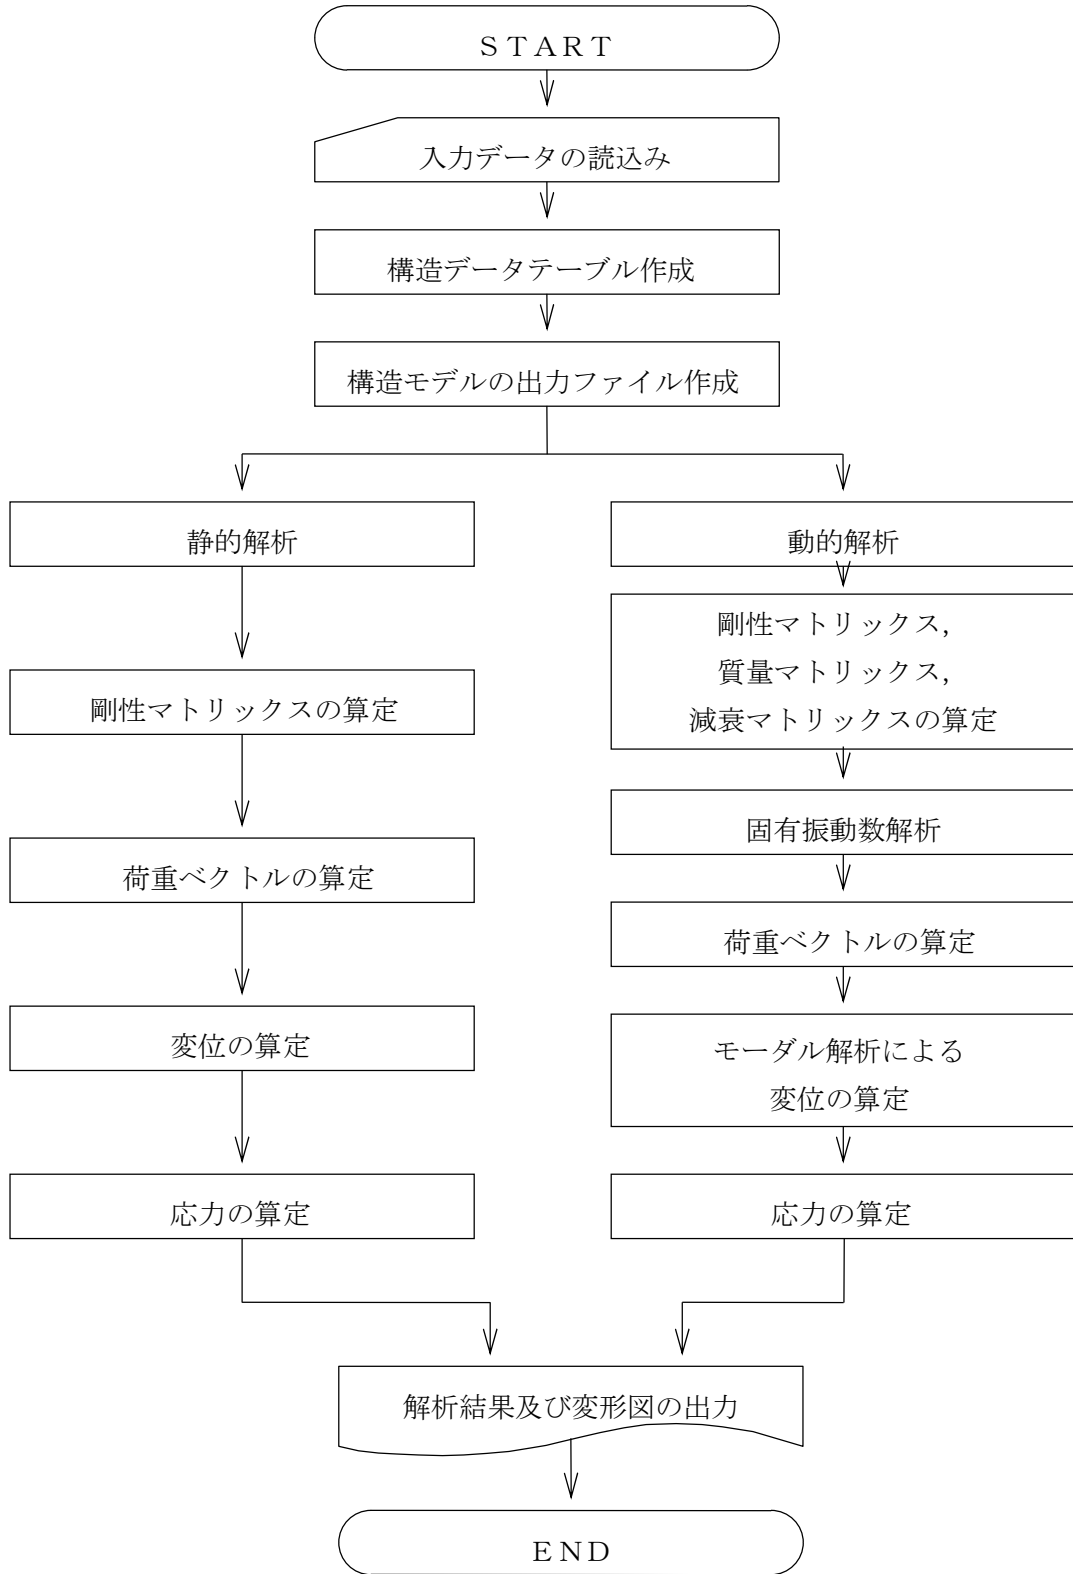 ＳＴＡＲＴ
入力データの読込み
構造データテーブル作成
構造モデルの出力ファイル作成
静的解析
剛性マトリックスの算定
荷重ベクトルの算定
変位の算定
応力の算定
動的解析
剛性マトリックス，
質量マトリックス，
減衰マトリックスの算定
固有振動数解析
荷重ベクトルの算定
モーダル解析による
変位の算定
応力の算定
解析結果及び変形図の出力
ＥＮＤ